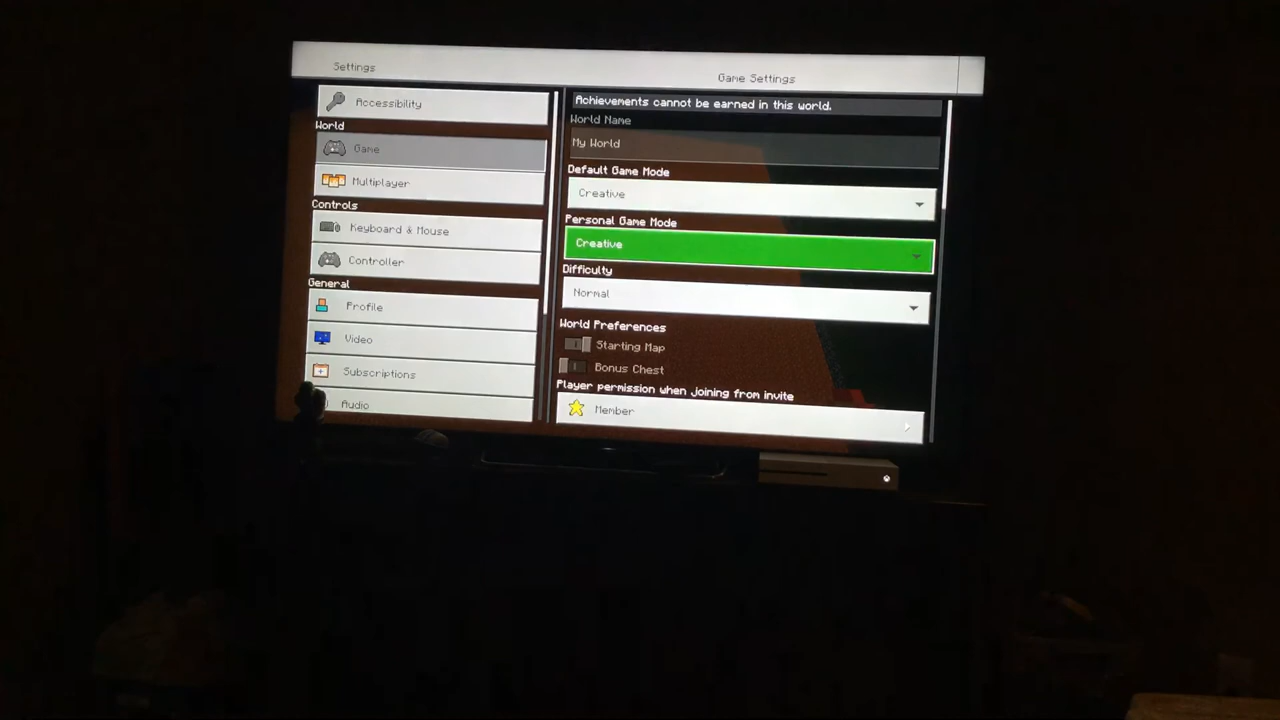 Settings
Game Settings
Accessibility
World
Game
Multiplayer
Controls
Keyboard & Mouse
Controller
General
Profile
Video
Subscriptions
Audio
Achievements cannot be earned in this world.
World Name
My World
Default Game Mode
Creative
Personal Game Mode
Creative
Difficulty
Normal
World Preferences
Starting Map
Bonus Chest
Player permission when joining from invite
Member